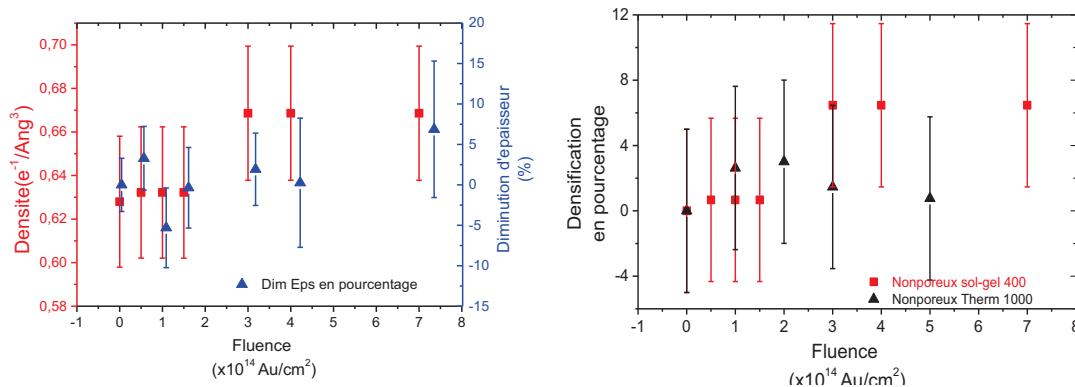 0,70
0,68
0,66
0,64
0,62
0,60
0,58
Densite(e⁻¹/Ang³)
20
15
10
5
0
-5
-10
-15
Diminution d'epaisseur
(%)
Dim Eps en pourcentage
-1 0 1 2 3 4 5 6 7 8
Fluence
(x10¹⁴ Au/cm²)
12
8
4
0
-4
Densification
en pourcentage
Nonporeux sol-gel 400
Nonporeux Therm 1000
-1 0 1 2 3 4 5 6 7 8
Fluence
(x10¹⁴ Au/cm²)